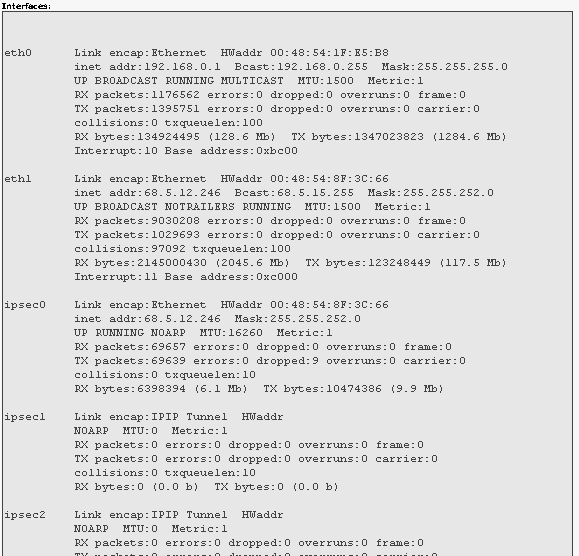 Interfaces:
eth0 Link encap:Ethernet HWaddr 00:48:54:1F:E5:B8
inet addr:192.168.0.1 Bcast:192.168.0.255 Mask:255.255.255.0
UP BROADCAST RUNNING MULTICAST MTU:1500 Metric:1
RX packets:1176562 errors:0 dropped:0 overruns:0 frame:0
TX packets:1395751 errors:0 dropped:0 overruns:0 carrier:0
collisions:0 txqueuelen:100
RX bytes:134924495 (128.6 Mb) TX bytes:1347023823 (1284.6 Mb)
Interrupt:10 Base address:0xbc00
eth1 Link encap:Ethernet HWaddr 00:48:54:8F:3C:66
inet addr:68.5.12.246 Bcast:68.5.15.255 Mask:255.255.252.0
UP BROADCAST NOTRAILERS RUNNING MTU:1500 Metric:1
RX packets:9030208 errors:0 dropped:0 overruns:0 frame:0
TX packets:1029693 errors:0 dropped:0 overruns:0 carrier:0
collisions:97092 txqueuelen:100
RX bytes:2145000430 (2045.6 Mb) TX bytes:123248449 (117.5 Mb)
Interrupt:11 Base address:0xc000
ipsec0 Link encap:Ethernet HWaddr 00:48:54:8F:3C:66
inet addr:68.5.12.246 Mask:255.255.252.0
UP RUNNING NOARP MTU:16260 Metric:1
RX packets:69657 errors:0 dropped:0 overruns:0 frame:0
TX packets:69639 errors:0 dropped:9 overruns:0 carrier:0
collisions:0 txqueuelen:10
RX bytes:6398394 (6.1 Mb) TX bytes:10474386 (9.9 Mb)
ipsec1 Link encap:IPIP Tunnel HWaddr
NOARP MTU:0 Metric:1
RX packets:0 errors:0 dropped:0 overruns:0 frame:0
TX packets:0 errors:0 dropped:0 overruns:0 carrier:0
collisions:0 txqueuelen:10
RX bytes:0 (0.0 b) TX bytes:0 (0.0 b)
ipsec2 Link encap:IPIP Tunnel HWaddr
NOARP MTU:0 Metric:1
RX packets:0 errors:0 dropped:0 overruns:0 frame:0
TX packets:0 errors:0 dropped:0 overruns:0 carrier:0